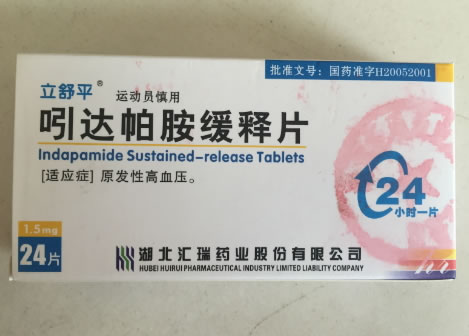 批准文号：国药准字H20052001
立舒平® 运动员慎用
吲达帕胺缓释片
Indapamide Sustained-release Tablets
[适应症] 原发性高血压。
24
小时一片
1.5mg
24片
湖北汇瑞药业股份有限公司
HUBEI HUIRUI PHARMACEUTICAL INDUSTRY LIMITED LIABILITY COMPANY